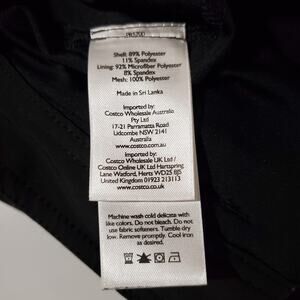 Shell: 89% Polyester
11% Spandex
Lining: 92% Microfiber Polyester
8% Spandex
Mesh: 100% Polyester
Made in Sri Lanka
Imported by:
Costco Wholesale Australia
Pty Ltd
17-21 Parramatta Road
Lidcombe NSW 2141
Australia
www.costco.com
Imported by:
Costco Wholesale UK Ltd /
Costco Online UK Ltd Hartspring
Lane Watford, Herts WD25 8JS
United Kingdom 01923 213113
www.costco.co.uk
Machine wash cold delicate with
like colors. Do not bleach. Do not
use fabric softeners. Tumble dry
low. Remove promptly. Cool iron
as desired.